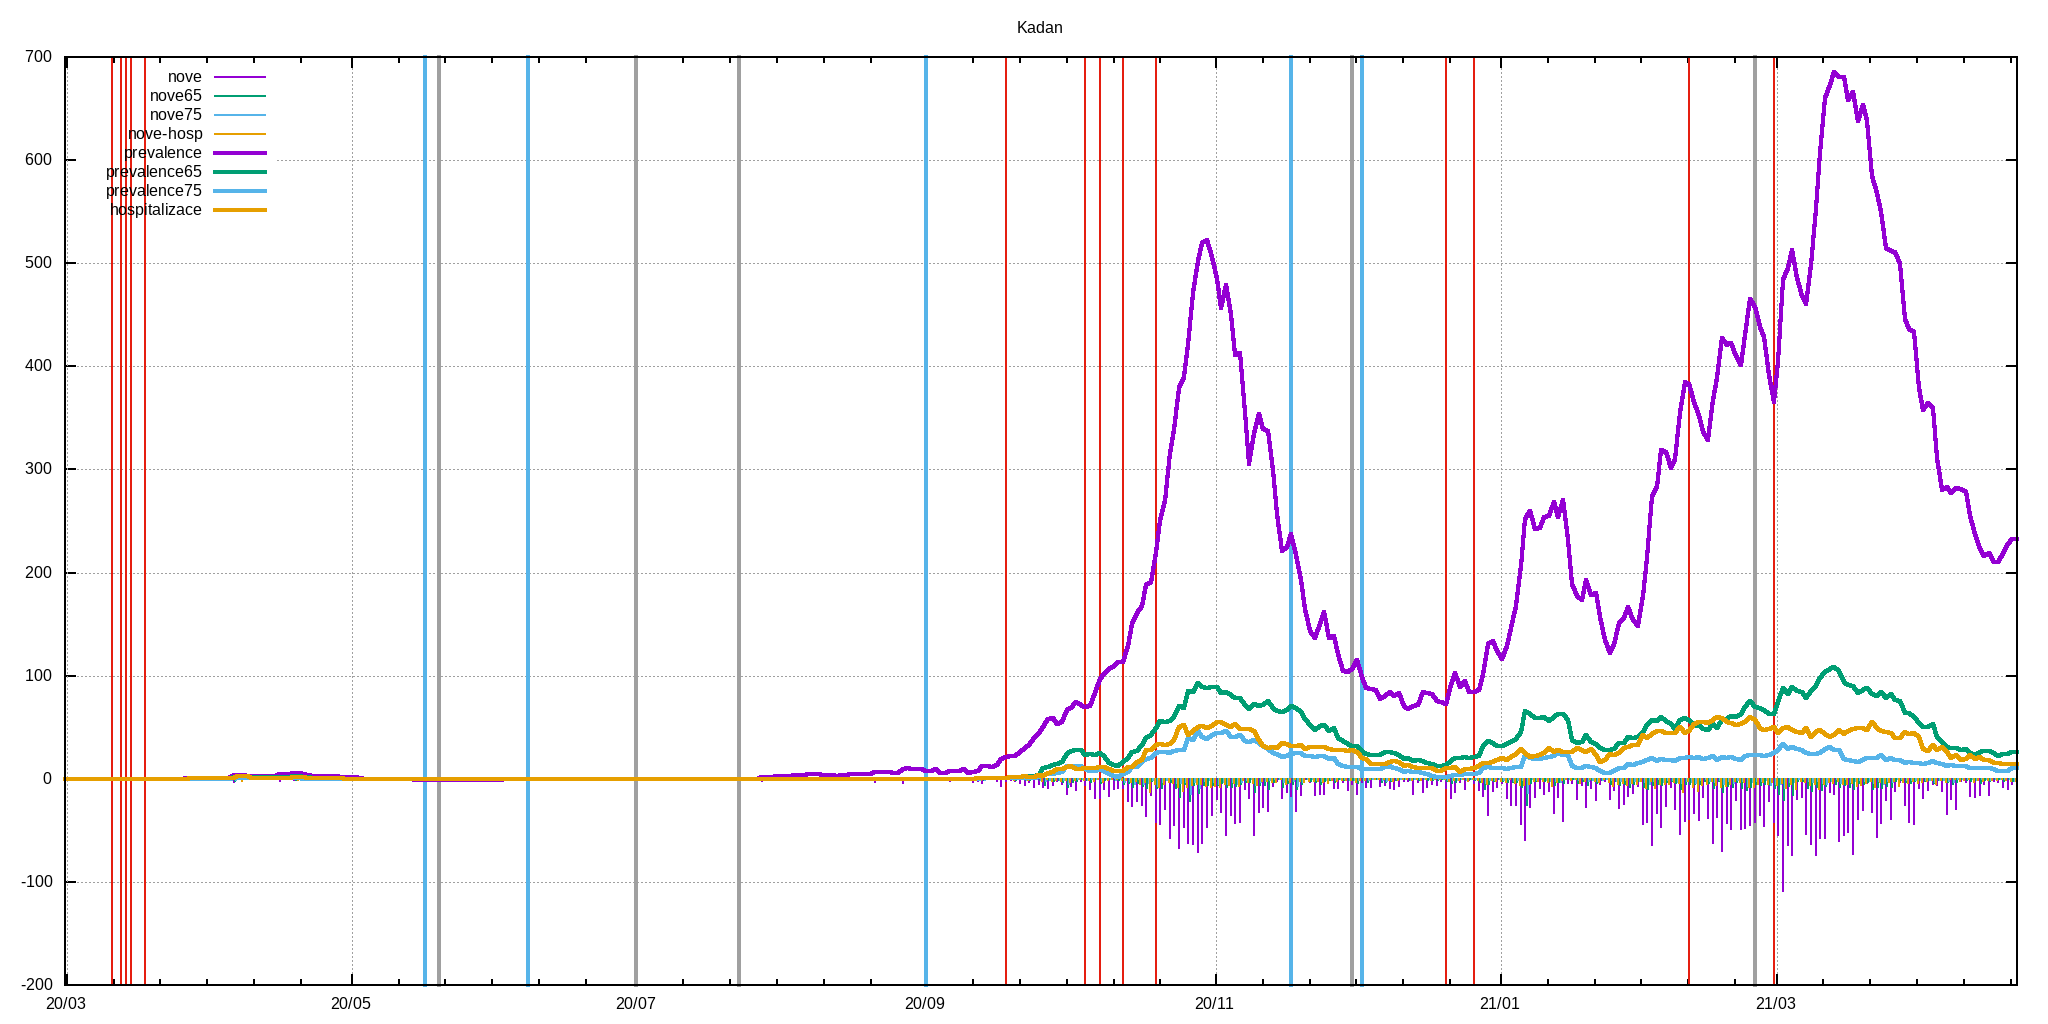 Kadan
700
600
500
400
300
200
100
0
-100
-200
nove
nove65
nove75
nove-hosp
prevalence
prevalence65
prevalence75
hospitalizace
20/03 20/05 20/07 20/09 20/11 21/01 21/03